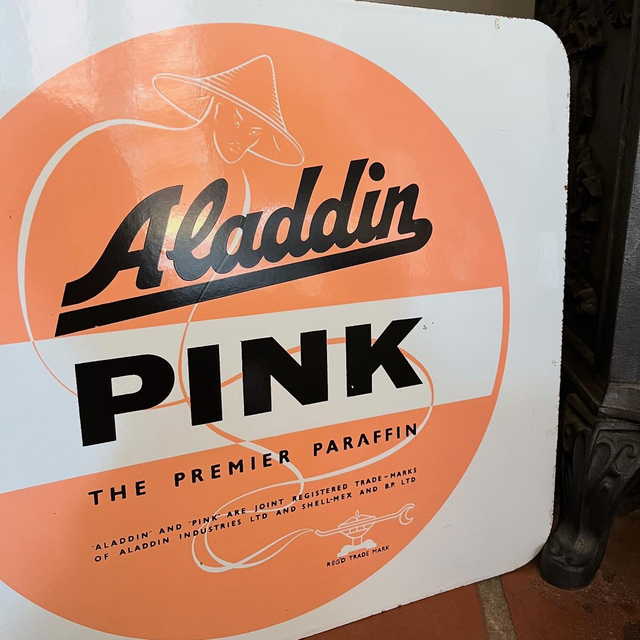 Aladdin
PINK
THE PREMIER PARAFFIN
"ALADDIN" AND "PINK" ARE JOINT REGISTERED TRADE-MARKS
OF ALADDIN INDUSTRIES LTD AND SHELL-MEX AND B.P. LTD
REGD TRADE MARK